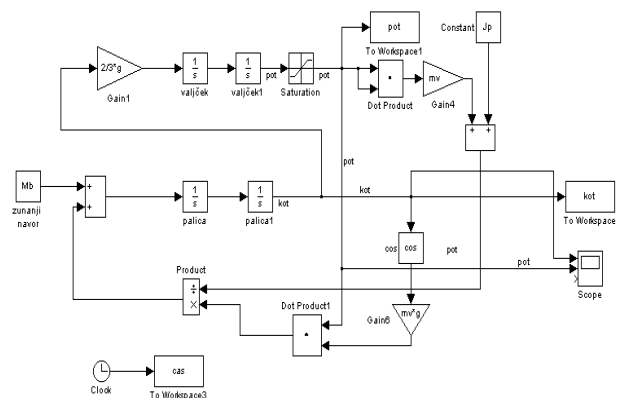 pot
To Workspace1
Constant
Jp
2/3*g
Gain1
1
s
valjček
1
s
valjček1
pot
Saturation
pot
Dot Product
mv
Gain4
+ +
pot
Mb
zunanji
navor
+
+
1
s
palica
1
s
palica1
kot
kot
kot
To Workspace
cos
cos
pot
pot
Scope
Product
÷
X
Dot Product1
Gain6
mv*g
Clock
cas
To Workspace3